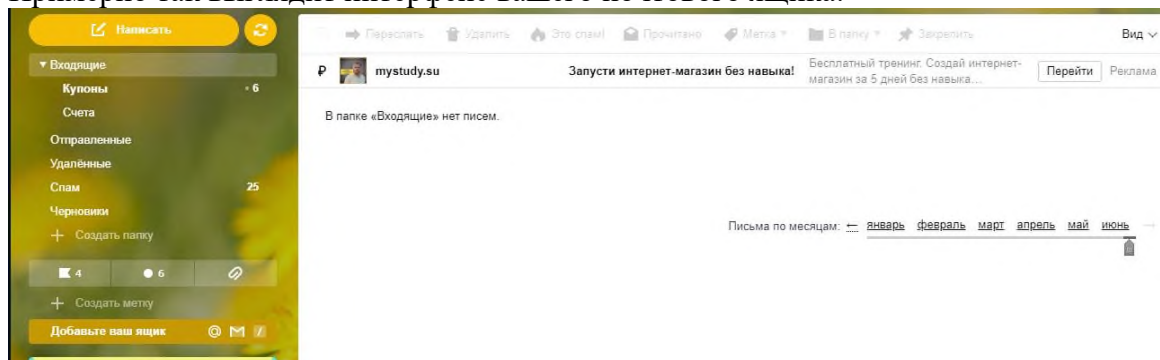 Написать
Переслать Удалить Это спам! Прочитано Метка В папку Закрепить Вид
Входящие
mystudy.su Запусти интернет-магазин без навыка! Бесплатный тренинг. Создай интернет-
магазин за 5 дней без навыка... Перейти Реклама
Купоны 6
Счета
В папке «Входящие» нет писем.
Отправленные
Удалённые
Спам 25
Черновики
Письма по месяцам: ← январь февраль март апрель май июнь →
+ Создать папку
4 6
+ Создать метку
Добавьте ваш ящик